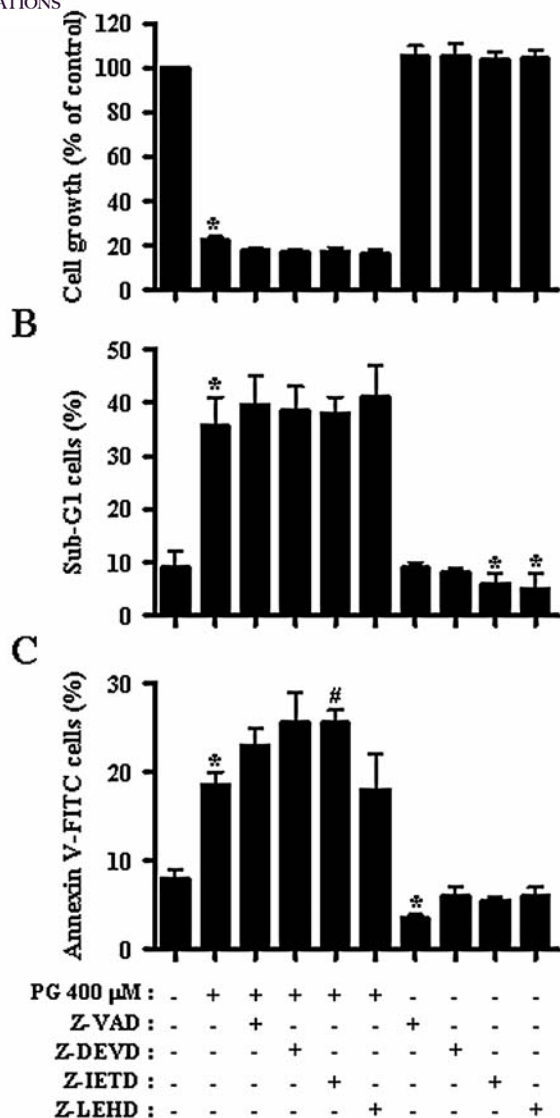 ATIONS
120
100
80
60
40
20
0
Cell growth (% of control)
*
B
50
40
30
20
10
0
Sub-G1 cells (%)
* * *
C
30
20
10
0
Annexin V-FITC cells (%)
* # *
PG 400 μM : - + + + + + - - - -
Z-VAD : - - + - - - + - - -
Z-DEVD : - - - + - - - + - -
Z-IETD : - - - - + - - - + -
Z-LEHD : - - - - - + - - - +